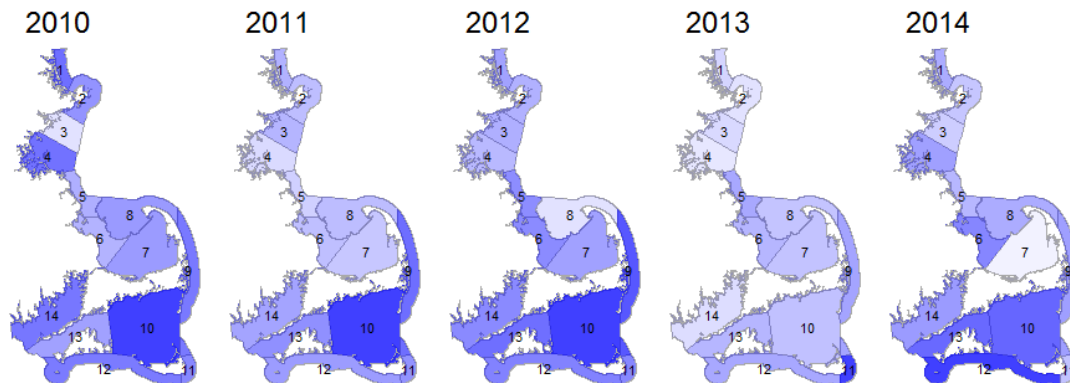 2010 2011 2012 2013 2014
1 1 1 1 1
2 2 2 2 2
3 3 3 3 3
4 4 4 4 4
5 5 5 5 5
8 8 8 8 8
6 6 6 6 6
7 7 7 7 7
9 9 9 9 9
14 14 14 14 14
10 10 10 10 10
13 13 13 13 13
12 12 12 12 12
11 11 11 11 11